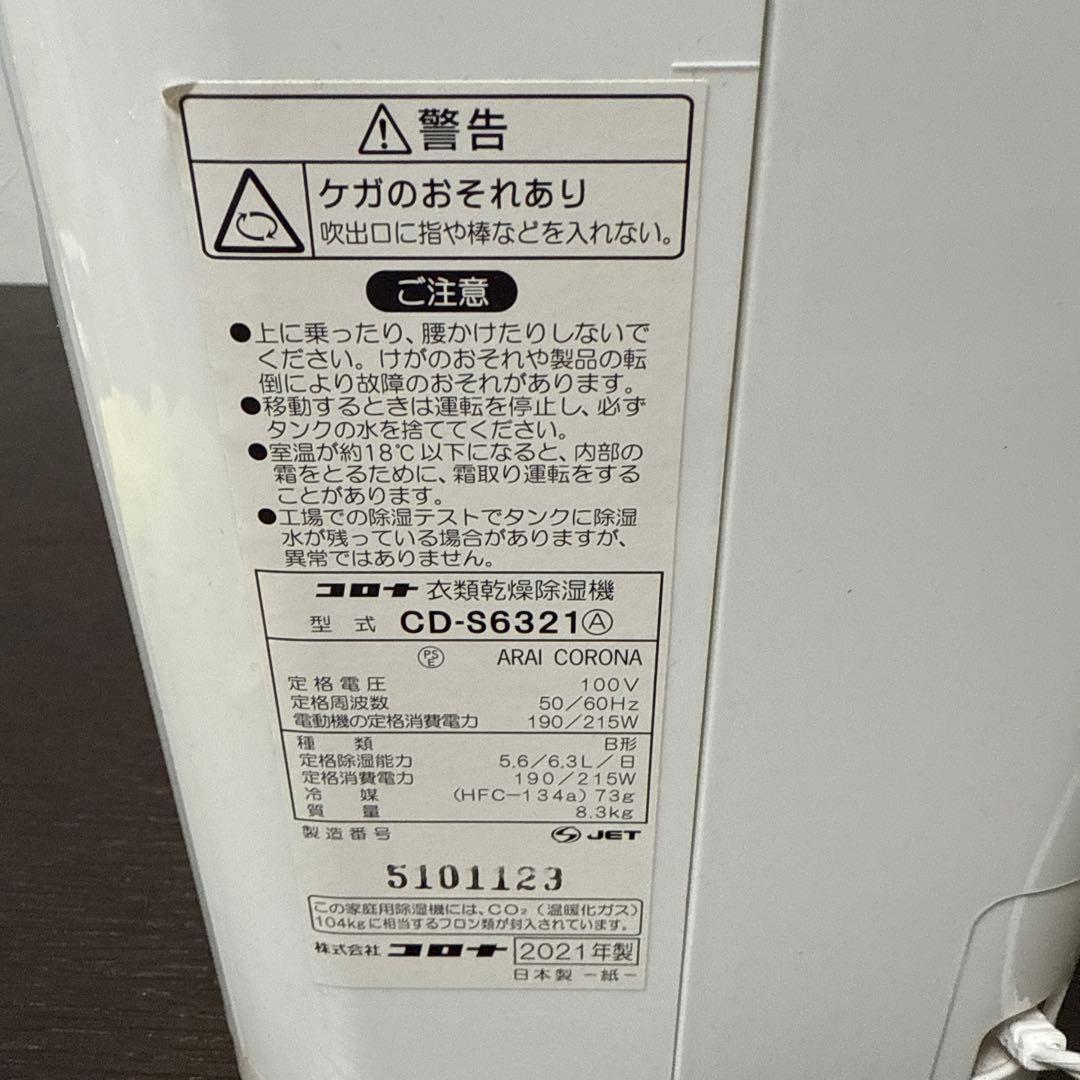 警告
ケガのおそれあり
吹出口に指や棒などを入れない。
ご注意
●上に乗ったり、腰かけたりしないで
ください。けがのおそれや製品の転
倒により故障のおそれがあります。
●移動するときは運転を停止し、必ず
タンクの水を捨ててください。
●室温が約18℃以下になると、内部の
霜をとるために、霜取り運転をする
ことがあります。
●工場での除湿テストでタンクに除湿
水が残っている場合がありますが、
異常ではありません。
コロナ 衣類乾燥除湿機
型式 CD-S6321Ⓐ
PSE ARAI CORONA
定格電圧 100V
定格周波数 50/60Hz
電動機の定格消費電力 190/215W
種類 B形
定格除湿能力 5.6/6.3L/日
定格消費電力 190/215W
冷媒 (HFC-134a) 73g
質量 8.3kg
製造番号 JET
5101123
この家庭用除湿機には、CO₂（温暖化ガス）
104kgに相当するフロン類が封入されています。
株式会社 コロナ 2021年製
日本製 -紙-